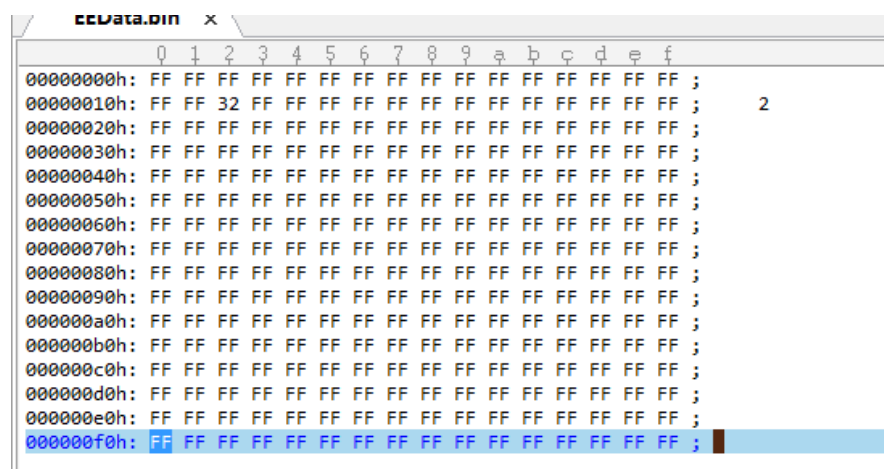 EEData.bin X
0 1 2 3 4 5 6 7 8 9 a b c d e f
00000000h: FF FF FF FF FF FF FF FF FF FF FF FF FF FF FF FF ;
00000010h: FF FF 32 FF FF FF FF FF FF FF FF FF FF FF FF FF ; 2
00000020h: FF FF FF FF FF FF FF FF FF FF FF FF FF FF FF FF ;
00000030h: FF FF FF FF FF FF FF FF FF FF FF FF FF FF FF FF ;
00000040h: FF FF FF FF FF FF FF FF FF FF FF FF FF FF FF FF ;
00000050h: FF FF FF FF FF FF FF FF FF FF FF FF FF FF FF FF ;
00000060h: FF FF FF FF FF FF FF FF FF FF FF FF FF FF FF FF ;
00000070h: FF FF FF FF FF FF FF FF FF FF FF FF FF FF FF FF ;
00000080h: FF FF FF FF FF FF FF FF FF FF FF FF FF FF FF FF ;
00000090h: FF FF FF FF FF FF FF FF FF FF FF FF FF FF FF FF ;
000000a0h: FF FF FF FF FF FF FF FF FF FF FF FF FF FF FF FF ;
000000b0h: FF FF FF FF FF FF FF FF FF FF FF FF FF FF FF FF ;
000000c0h: FF FF FF FF FF FF FF FF FF FF FF FF FF FF FF FF ;
000000d0h: FF FF FF FF FF FF FF FF FF FF FF FF FF FF FF FF ;
000000e0h: FF FF FF FF FF FF FF FF FF FF FF FF FF FF FF FF ;
000000f0h: FF FF FF FF FF FF FF FF FF FF FF FF FF FF FF FF ;